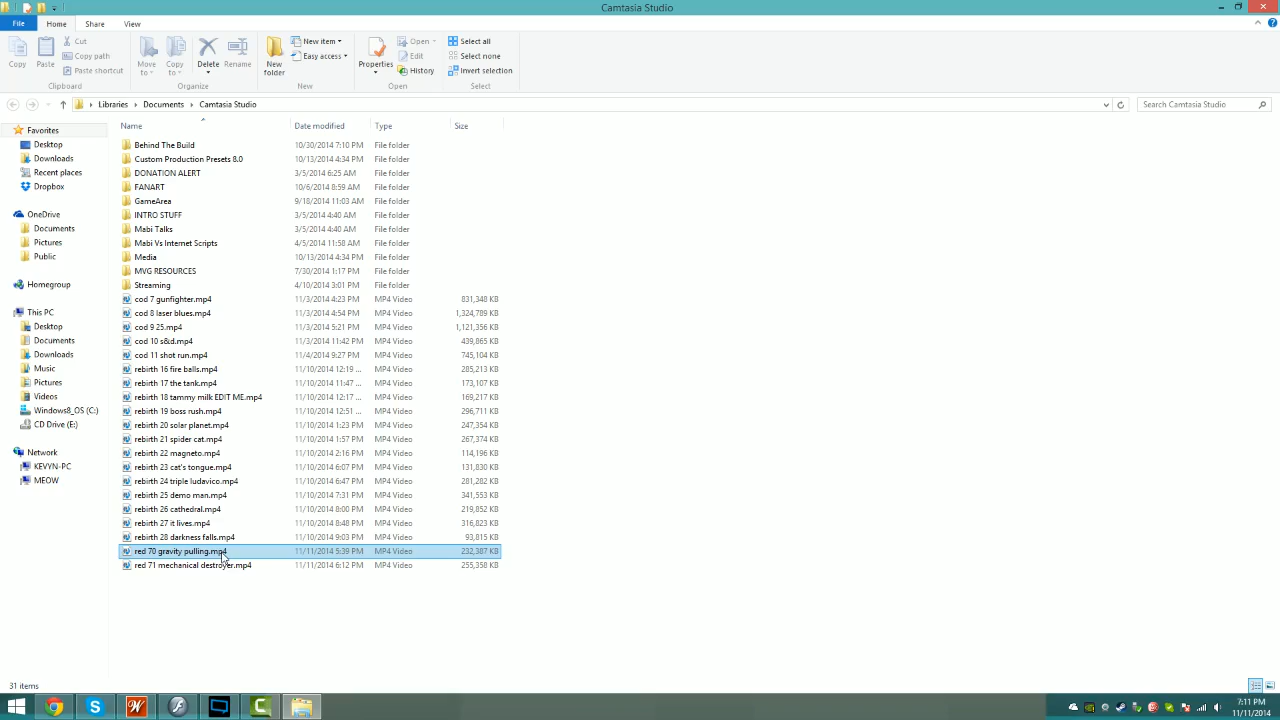 Camtasia Studio
File Home Share View
Copy
Paste
Cut
Copy path
Paste shortcut
Move to
Copy to
Delete
Rename
New folder
New item
Easy access
Properties
Open
Edit
History
Select all
Select none
Invert selection
Clipboard Organize New Open Select
Libraries Documents Camtasia Studio Search Camtasia Studio
Name Date modified Type Size
Favorites
Desktop
Downloads
Recent places
Dropbox
OneDrive
Documents
Pictures
Public
Homegroup
This PC
Desktop
Documents
Downloads
Music
Pictures
Videos
Windows8_OS (C:)
CD Drive (E:)
Network
KEVYN-PC
MEOW
Behind The Build 10/30/2014 7:10 PM File folder
Custom Production Presets 8.0 10/13/2014 4:34 PM File folder
DONATION ALERT 3/5/2014 6:25 AM File folder
FANART 10/6/2014 8:59 AM File folder
GameArea 9/18/2014 11:03 AM File folder
INTRO STUFF 3/5/2014 4:40 AM File folder
Mabi Talks 3/5/2014 4:40 AM File folder
Mabi Vs Internet Scripts 4/5/2014 11:58 AM File folder
Media 10/13/2014 4:34 PM File folder
MVG RESOURCES 7/30/2014 1:17 PM File folder
Streaming 4/10/2014 3:01 PM File folder
cod 7 gunfighter.mp4 11/3/2014 4:23 PM MP4 Video 831,348 KB
cod 8 laser blues.mp4 11/3/2014 4:54 PM MP4 Video 1,324,789 KB
cod 9 25.mp4 11/3/2014 5:21 PM MP4 Video 1,121,356 KB
cod 10 s&d.mp4 11/3/2014 11:42 PM MP4 Video 439,865 KB
cod 11 shot run.mp4 11/4/2014 9:27 PM MP4 Video 745,104 KB
rebirth 16 fire balls.mp4 11/10/2014 12:19 ... MP4 Video 285,213 KB
rebirth 17 the tank.mp4 11/10/2014 11:47 ... MP4 Video 173,107 KB
rebirth 18 tammy milk EDIT ME.mp4 11/10/2014 12:17 ... MP4 Video 169,217 KB
rebirth 19 boss rush.mp4 11/10/2014 12:51 ... MP4 Video 296,711 KB
rebirth 20 solar planet.mp4 11/10/2014 1:23 PM MP4 Video 247,354 KB
rebirth 21 spider cat.mp4 11/10/2014 1:57 PM MP4 Video 267,374 KB
rebirth 22 magneto.mp4 11/10/2014 2:16 PM MP4 Video 114,196 KB
rebirth 23 cat's tongue.mp4 11/10/2014 6:07 PM MP4 Video 131,830 KB
rebirth 24 triple ludavico.mp4 11/10/2014 6:47 PM MP4 Video 281,282 KB
rebirth 25 demo man.mp4 11/10/2014 7:31 PM MP4 Video 341,553 KB
rebirth 26 cathedral.mp4 11/10/2014 8:00 PM MP4 Video 219,852 KB
rebirth 27 it lives.mp4 11/10/2014 8:48 PM MP4 Video 316,823 KB
rebirth 28 darkness falls.mp4 11/10/2014 9:03 PM MP4 Video 93,815 KB
red 70 gravity pulling.mp4 11/11/2014 5:39 PM MP4 Video 232,387 KB
red 71 mechanical destroyer.mp4 11/11/2014 6:12 PM MP4 Video 255,358 KB
31 items
7:11 PM
11/11/2014